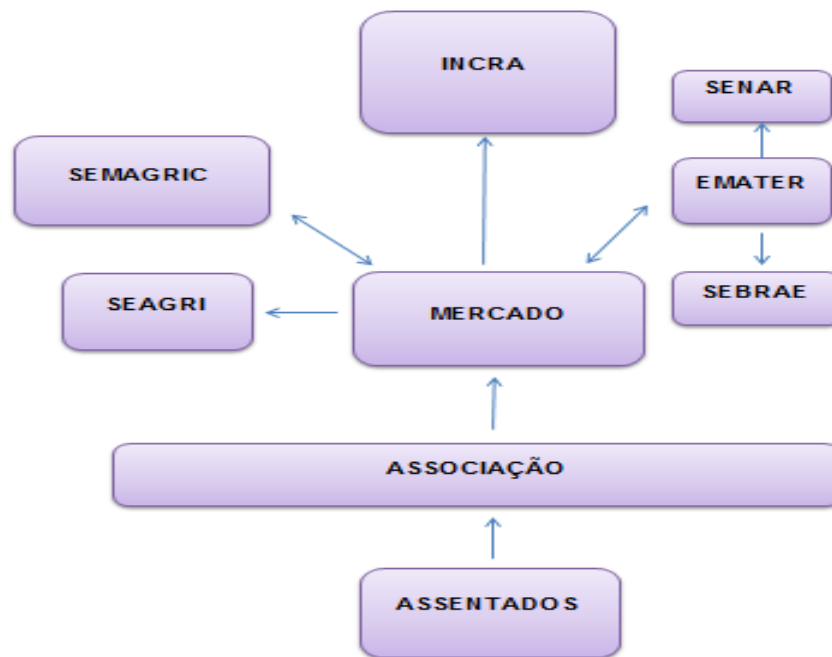 INCRA
SENAR
SEMAGRIC
EMATER
SEAGRI
MERCADO
SEBRAE
ASSOCIAÇÃO
ASSENTADOS